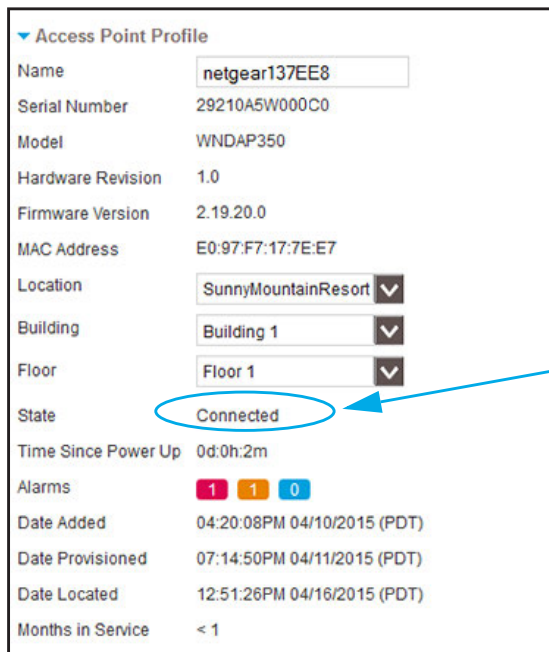 Access Point Profile
Name netgear137EE8
Serial Number 29210A5W000C0
Model WNDAP350
Hardware Revision 1.0
Firmware Version 2.19.20.0
MAC Address E0:97:F7:17:7E:E7
Location SunnyMountainResort
Building Building 1
Floor Floor 1
State Connected
Time Since Power Up 0d:0h:2m
Alarms 1 1 0
Date Added 04:20:08PM 04/10/2015 (PDT)
Date Provisioned 07:14:50PM 04/11/2015 (PDT)
Date Located 12:51:26PM 04/16/2015 (PDT)
Months in Service < 1